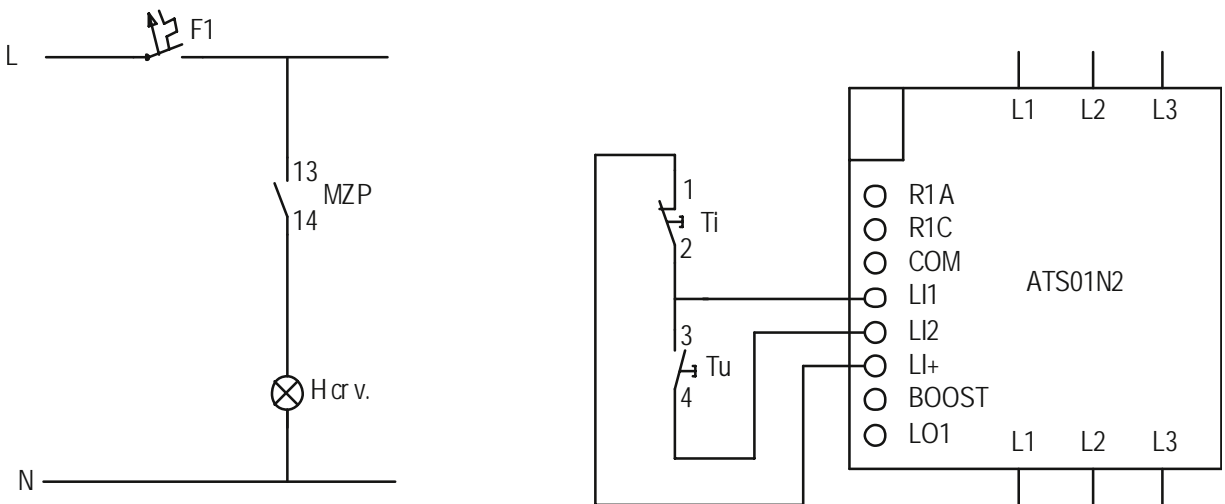 L
F1
13
MZP
14
H crv.
N
1
Ti
2
3
Tu
4
L1 L2 L3
R1A
R1C
COM
LI1
LI2
LI+
BOOST
LO1
ATS01N2
L1 L2 L3